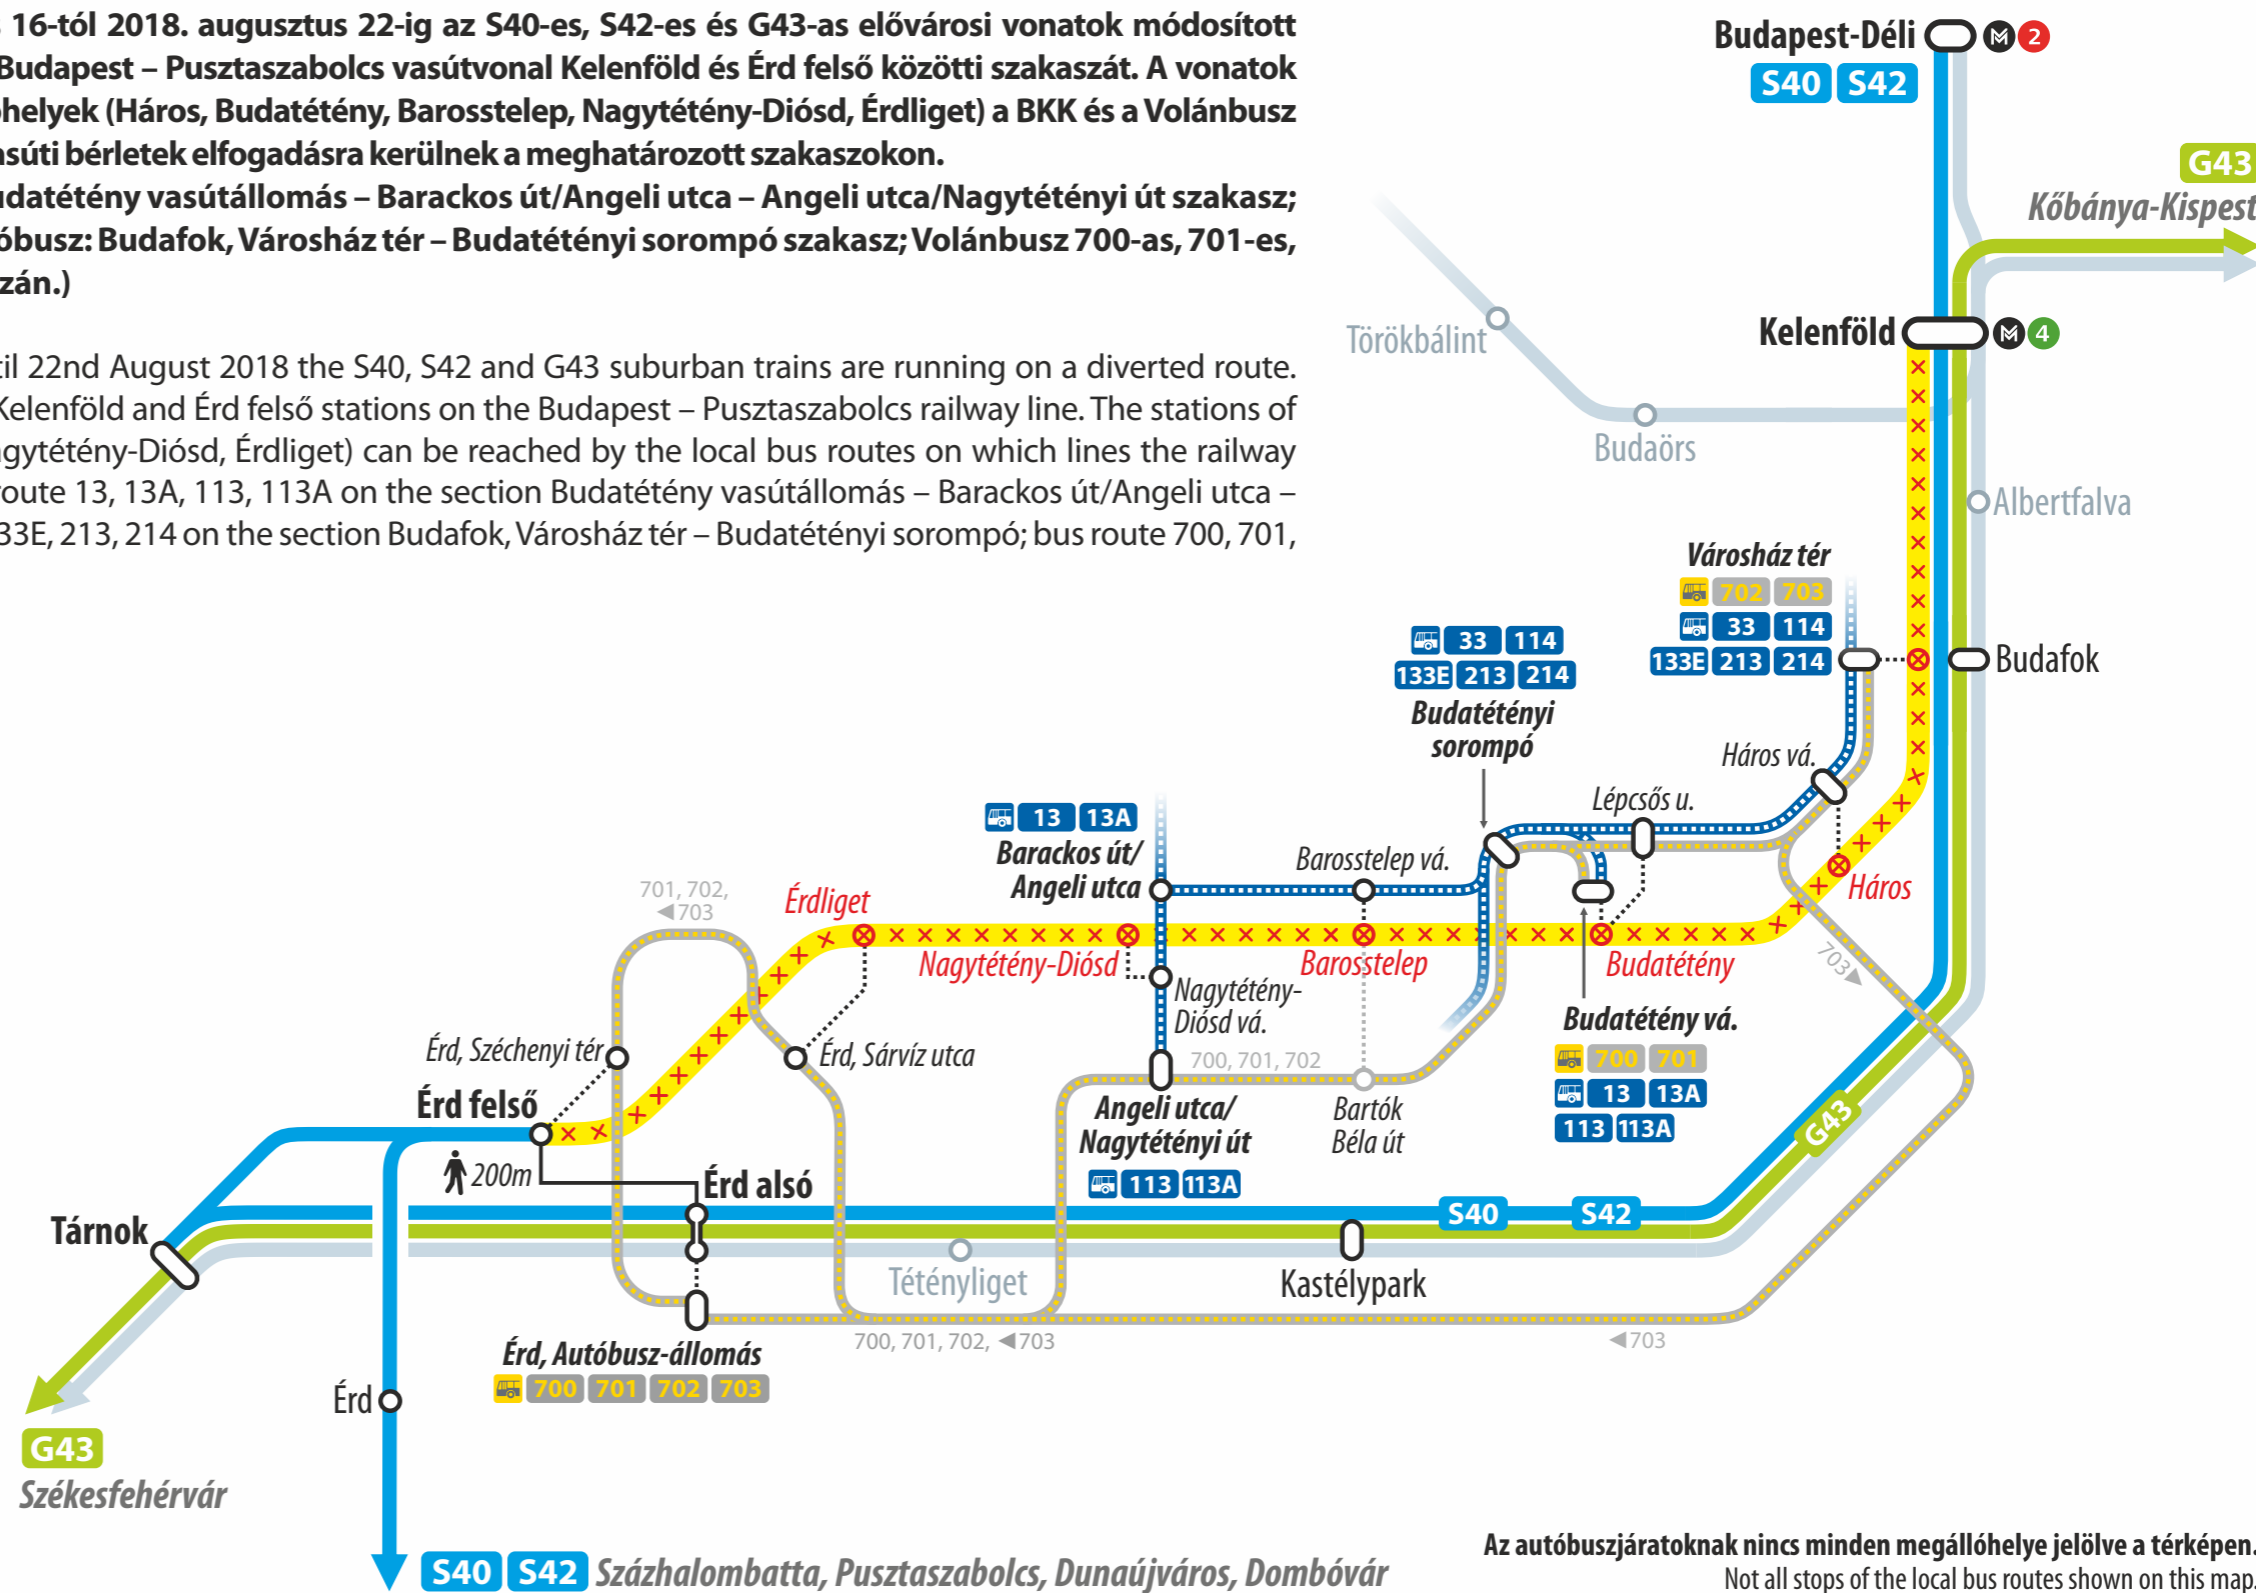 16-tól 2018. augusztus 22-ig az S40-es, S42-es és G43-as elővárosi vonatok módosított
Budapest – Pusztaszabolcs vasútvonal Kelenföld és Érd felső közötti szakaszát. A vonatok
helyek (Háros, Budatétény, Barosstelep, Nagytétény-Diósd, Érdliget) a BKK és a Volánbusz
asúti bérletek elfogadásra kerülnek a meghatározott szakaszokon.
udatétény vasútállomás – Barackos út/Angeli utca – Angeli utca/Nagytétényi út szakasz;
óbusz: Budafok, Városház tér – Budatétényi sorompó szakasz; Volánbusz 700-as, 701-es,
zán.)
til 22nd August 2018 the S40, S42 and G43 suburban trains are running on a diverted route.
Kelenföld and Érd felső stations on the Budapest – Pusztaszabolcs railway line. The stations of
gytétény-Diósd, Érdliget) can be reached by the local bus routes on which lines the railway
route 13, 13A, 113, 113A on the section Budatétény vasútállomás – Barackos út/Angeli utca –
33E, 213, 214 on the section Budafok, Városház tér – Budatétényi sorompó; bus route 700, 701,
Budapest-Déli M 2
S40 S42
G43
Kőbánya-Kispest
Törökbálint
Kelenföld M 4
Budaörs
Albertfalva
Városház tér
702 703
33 114
133E 213 214
Budafok
33 114
133E 213 214
Budatétényi
sorompó
Háros vá.
Lépcsős u.
13 13A
Barackos út/
Angeli utca
Barosstelep vá.
Háros
701, 702,
◄703
Érdliget
Nagytétény-Diósd
Barosstelep
Budatétény
703►
Nagytétény-
Diósd vá.
Budatétény vá.
700 701
13 13A
113 113A
Érd, Széchenyi tér
Érd, Sárvíz utca
700, 701, 702
Érd felső
Angeli utca/
Nagytétényi út
113 113A
Bartók
Béla út
G43
200m
Érd alsó
S40 S42
Tárnok
Tétényliget
Kastélypark
700, 701, 702, ◄703
◄703
Érd, Autóbusz-állomás
700 701 702 703
Érd
G43
Székesfehérvár
S40 S42 Százhalombatta, Pusztaszabolcs, Dunaújváros, Dombóvár
Az autóbuszjáratoknak nincs minden megállóhelye jelölve a térképen.
Not all stops of the local bus routes shown on this map.